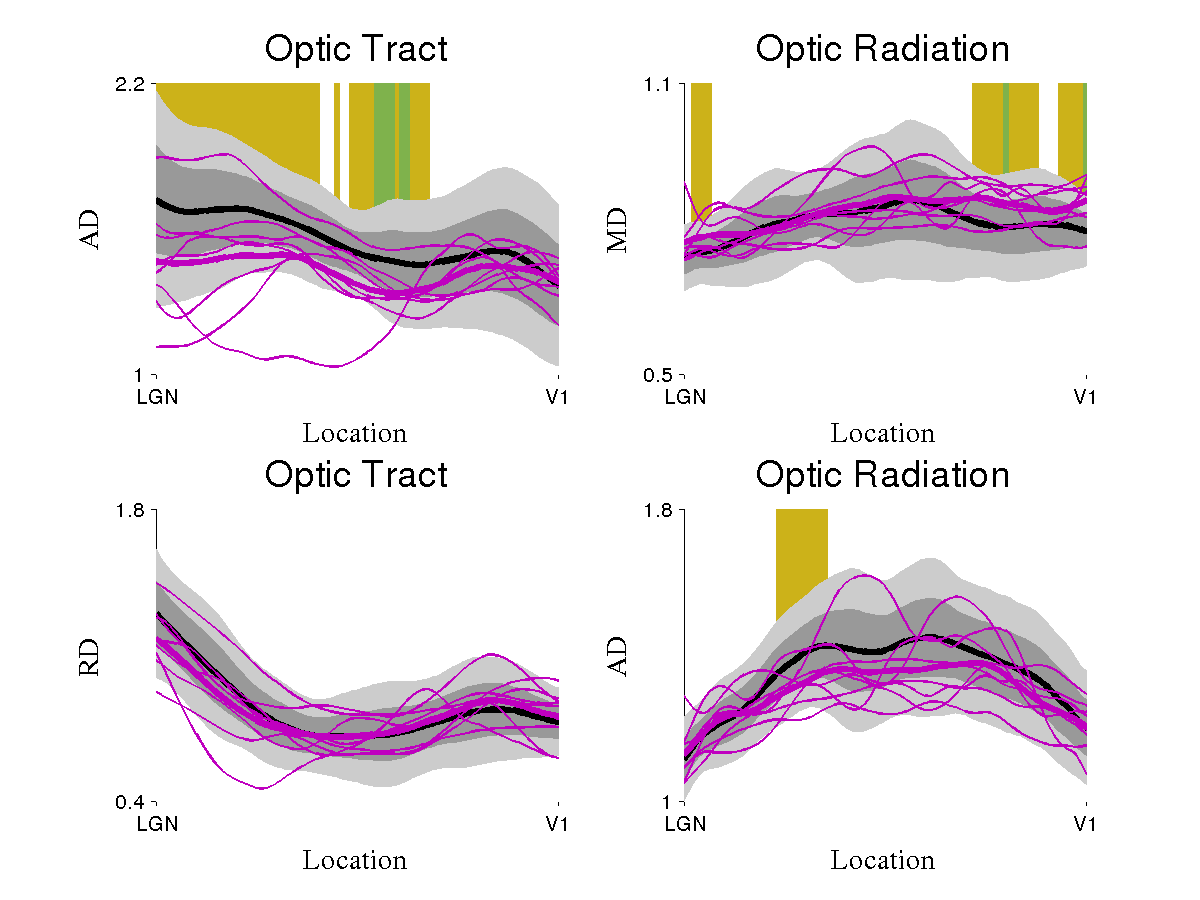 Optic Tract
2.2
AD
1
LGN
V1
Location
Optic Radiation
1.1
MD
0.5
LGN
V1
Location
Optic Tract
1.8
RD
0.4
LGN
V1
Location
Optic Radiation
1.8
AD
1
LGN
V1
Location